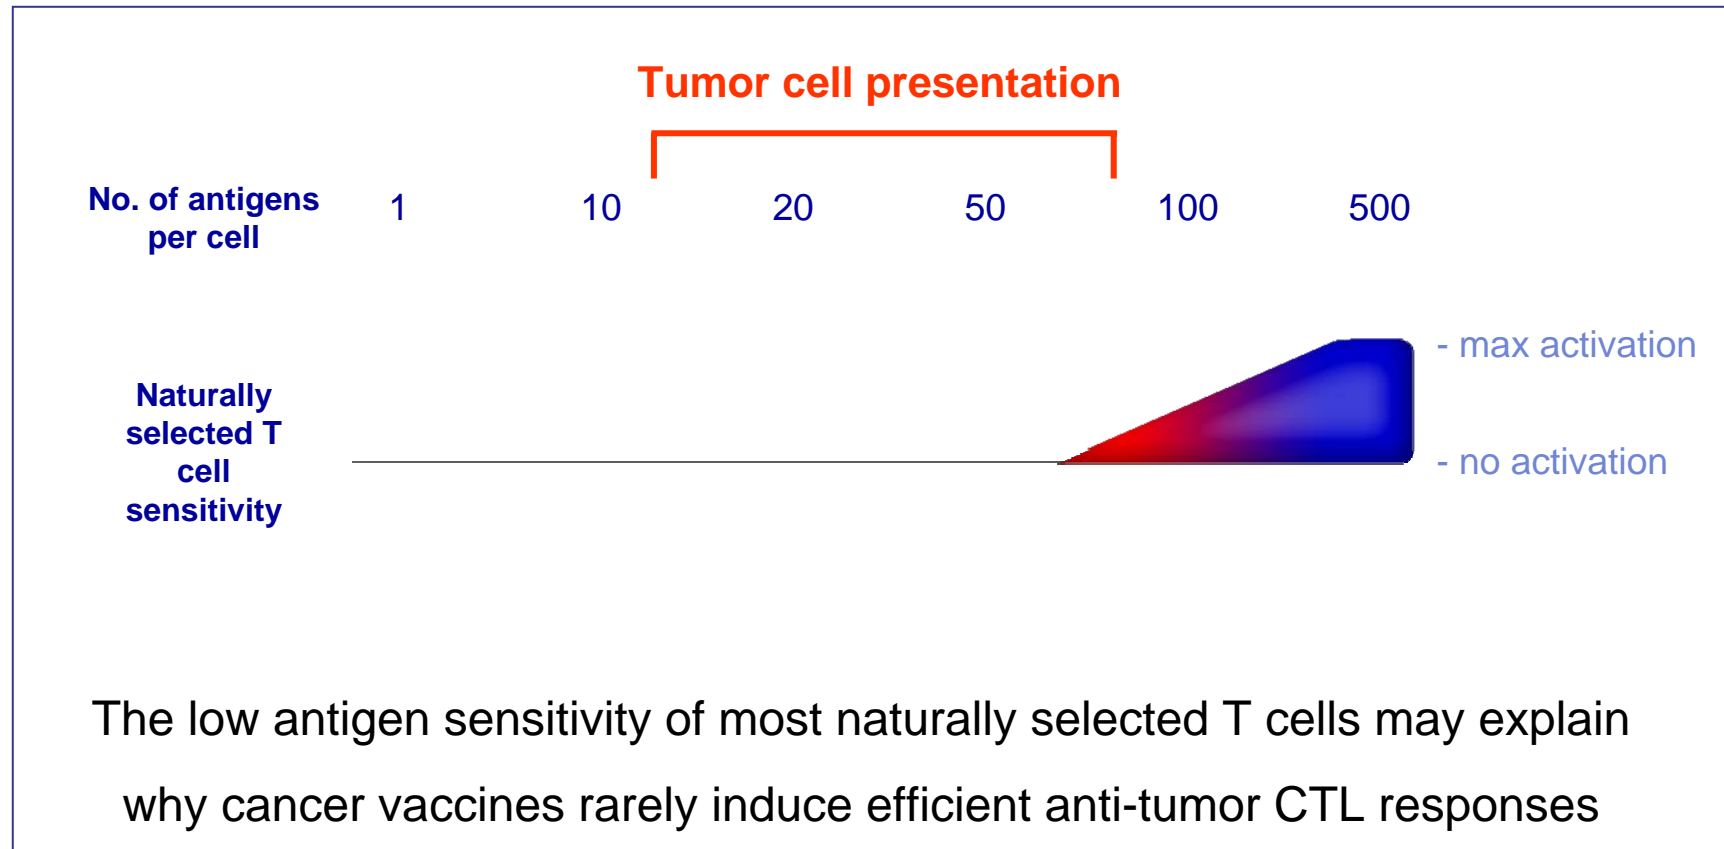 Tumor cell presentation
No. of antigens
per cell
1 10 20 50 100 500
- max activation
Naturally
selected T
cell
sensitivity
- no activation
The low antigen sensitivity of most naturally selected T cells may explain
why cancer vaccines rarely induce efficient anti-tumor CTL responses